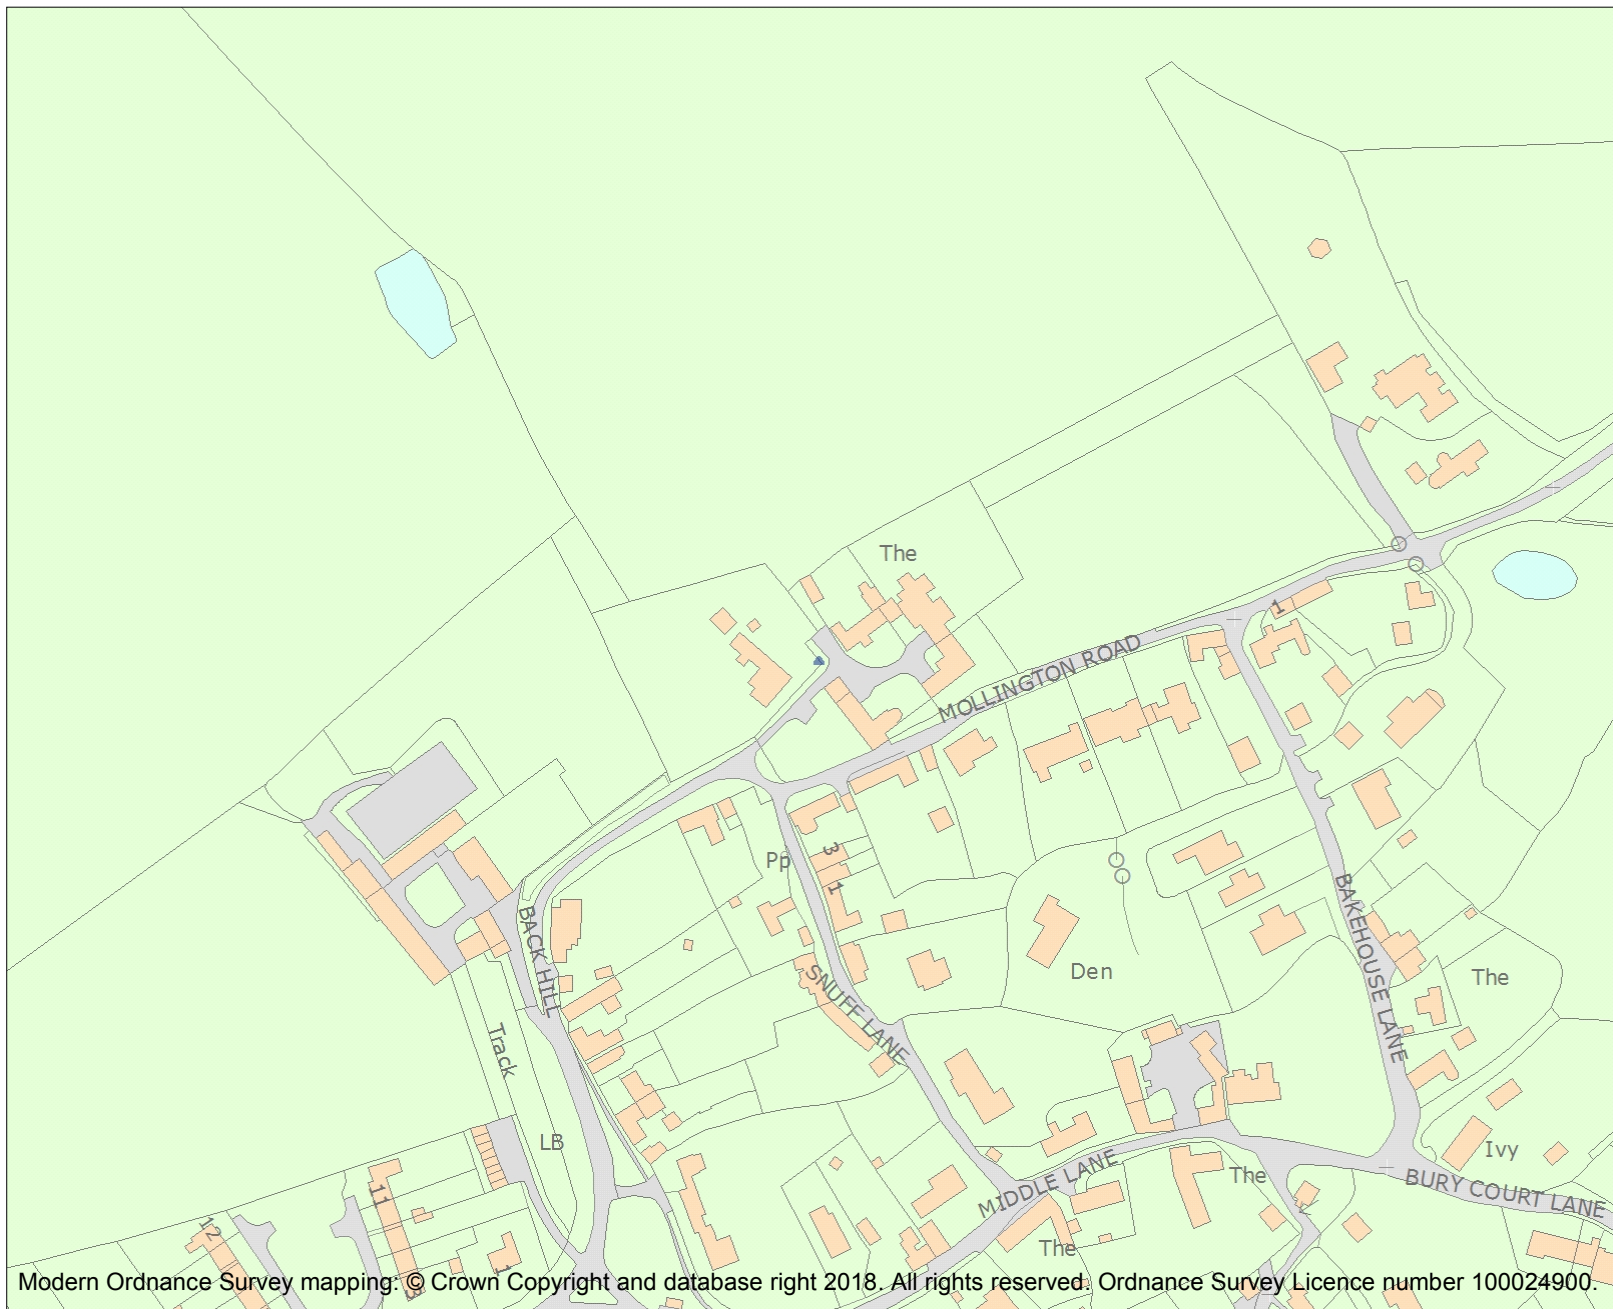 The
MOLLINGTON ROAD
1
3
Pp
1
BACK HILL
SNUFF LANE
Den
BAKEHOUSE LANE
The
Track
LB
MIDDLE LANE
The
Ivy
BURY COURT LANE
11
12
The
1
3
Modern Ordnance Survey mapping: © Crown Copyright and database right 2018. All rights reserved. Ordnance Survey Licence number 100024900.